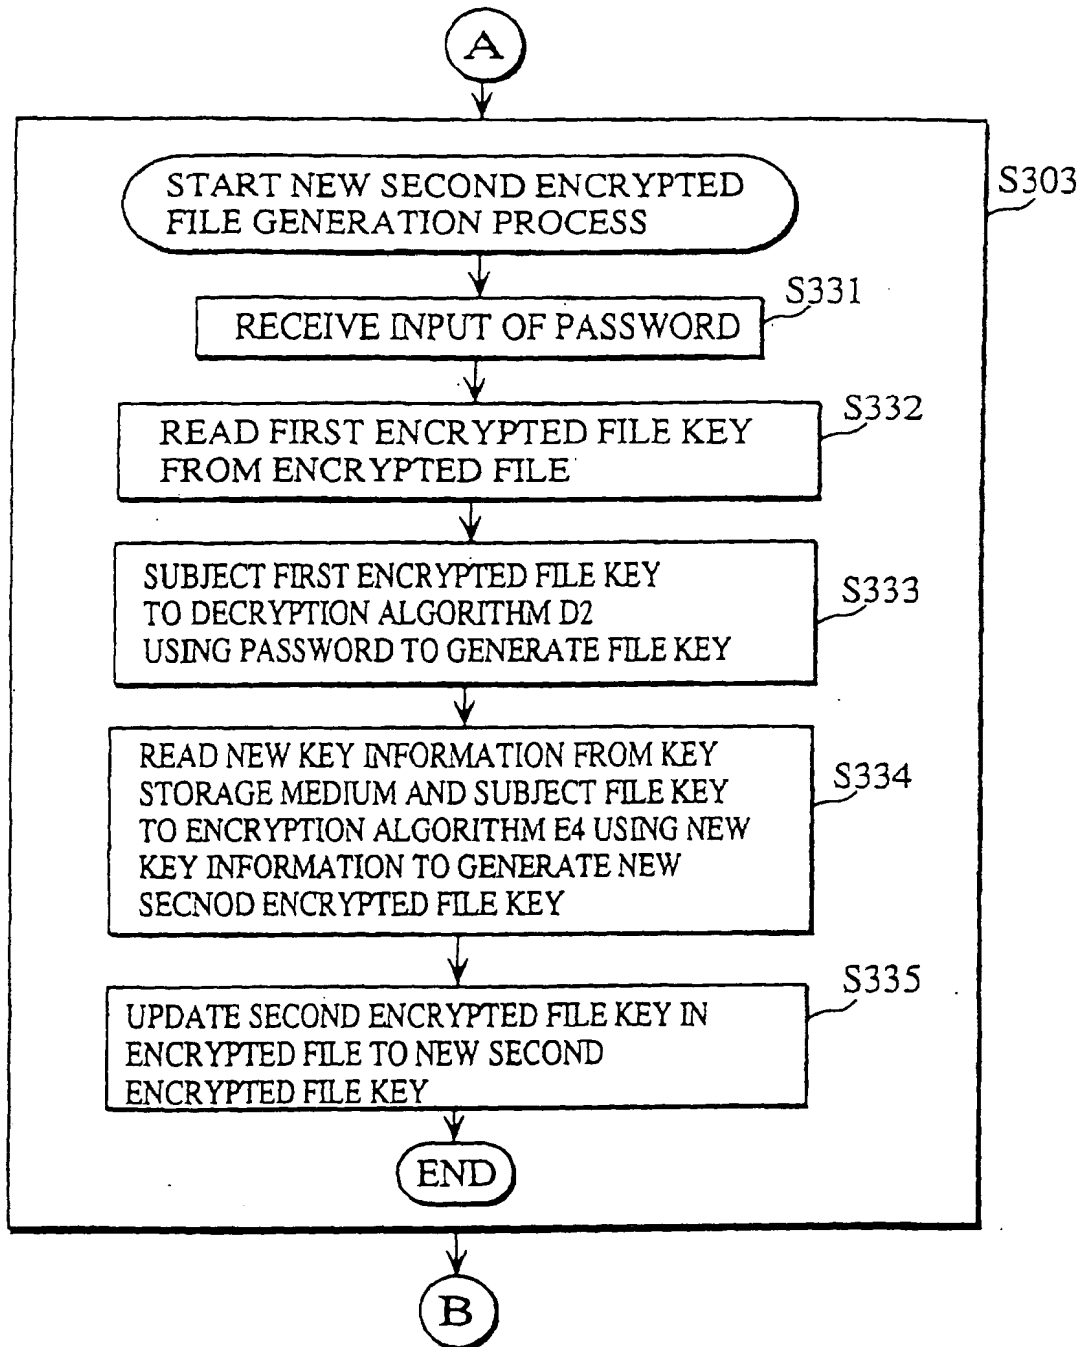 A
START NEW SECOND ENCRYPTED
FILE GENERATION PROCESS
S303
S331
RECEIVE INPUT OF PASSWORD
S332
READ FIRST ENCRYPTED FILE KEY
FROM ENCRYPTED FILE
S333
SUBJECT FIRST ENCRYPTED FILE KEY
TO DECRYPTION ALGORITHM D2
USING PASSWORD TO GENERATE FILE KEY
S334
READ NEW KEY INFORMATION FROM KEY
STORAGE MEDIUM AND SUBJECT FILE KEY
TO ENCRYPTION ALGORITHM E4 USING NEW
KEY INFORMATION TO GENERATE NEW
SECNOD ENCRYPTED FILE KEY
S335
UPDATE SECOND ENCRYPTED FILE KEY IN
ENCRYPTED FILE TO NEW SECOND
ENCRYPTED FILE KEY
END
B